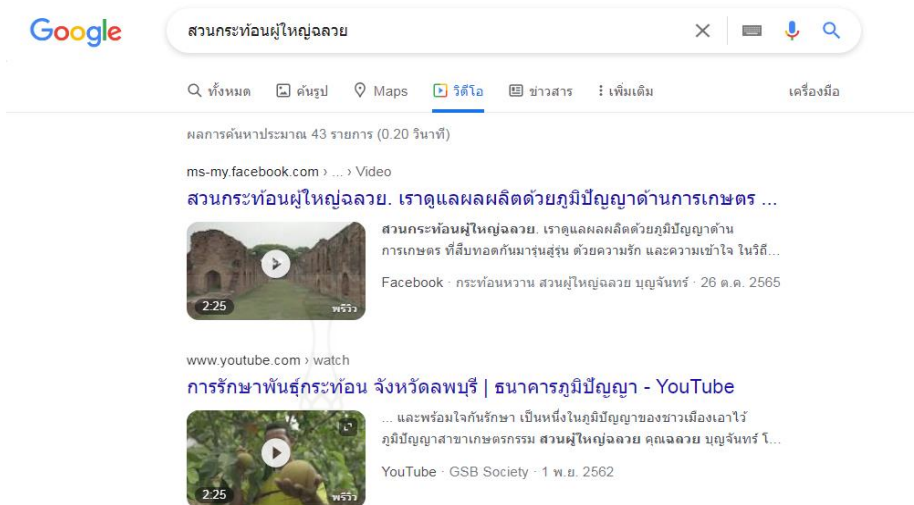 Google
สวนกระท้อนผู้ใหญ่ฉลวย
ทั้งหมด ค้นรูป Maps วิดีโอ ข่าวสาร เพิ่มเติม เครื่องมือ
ผลการค้นหาประมาณ 43 รายการ (0.20 วินาที)
ms-my.facebook.com › ... › Video
สวนกระท้อนผู้ใหญ่ฉลวย. เราดูแลผลผลิตด้วยภูมิปัญญาด้านการเกษตร ...
สวนกระท้อนผู้ใหญ่ฉลวย. เราดูแลผลผลิตด้วยภูมิปัญญาด้าน
การเกษตร ที่สืบทอดกันมารุ่นสู่รุ่น ด้วยความรัก และความเข้าใจ ในวิถี...
Facebook · กระท้อนหวาน สวนผู้ใหญ่ฉลวย บุญจันทร์ · 26 ต.ค. 2565
2:25 พรีวิว
www.youtube.com › watch
การรักษาพันธุ์กระท้อน จังหวัดลพบุรี | ธนาคารภูมิปัญญา - YouTube
... และพร้อมใจกันรักษา เป็นหนึ่งในภูมิปัญญาของชาวเมืองเอาไว้
ภูมิปัญญาสาขาเกษตรกรรม สวนผู้ใหญ่ฉลวย คุณฉลวย บุญจันทร์ โ...
YouTube · GSB Society · 1 พ.ย. 2562
2:25 พรีวิว